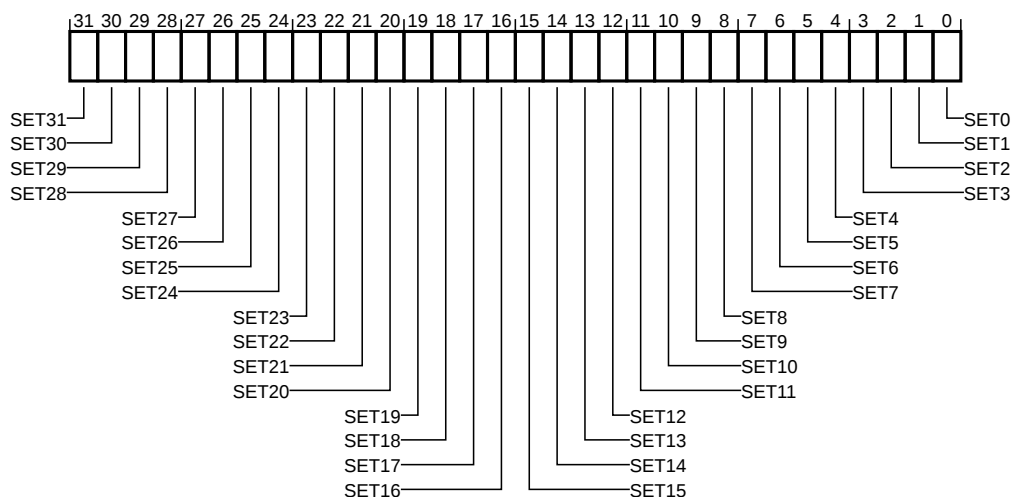 31 30 29 28 27 26 25 24 23 22 21 20 19 18 17 16 15 14 13 12 11 10 9 8 7 6 5 4 3 2 1 0
SET31 SET0
SET30 SET1
SET29 SET2
SET28 SET3
SET27 SET4
SET26 SET5
SET25 SET6
SET24 SET7
SET23 SET8
SET22 SET9
SET21 SET10
SET20 SET11
SET19 SET12
SET18 SET13
SET17 SET14
SET16 SET15